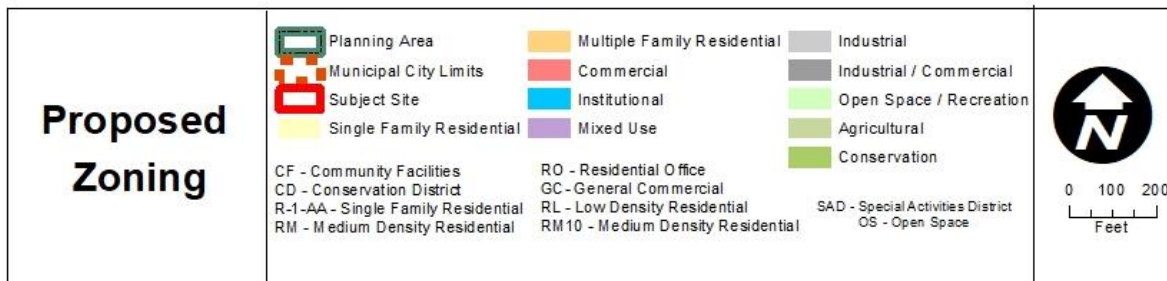 Proposed
Zoning
Planning Area
Municipal City Limits
Subject Site
Single Family Residential
Multiple Family Residential
Commercial
Institutional
Mixed Use
Industrial
Industrial / Commercial
Open Space / Recreation
Agricultural
Conservation
CF - Community Facilities
CD - Conservation District
R-1-AA - Single Family Residential
RM - Medium Density Residential
RO - Residential Office
GC - General Commercial
RL - Low Density Residential
RM10 - Medium Density Residential
SAD - Special Activities District
OS - Open Space
N
0 100 200
Feet